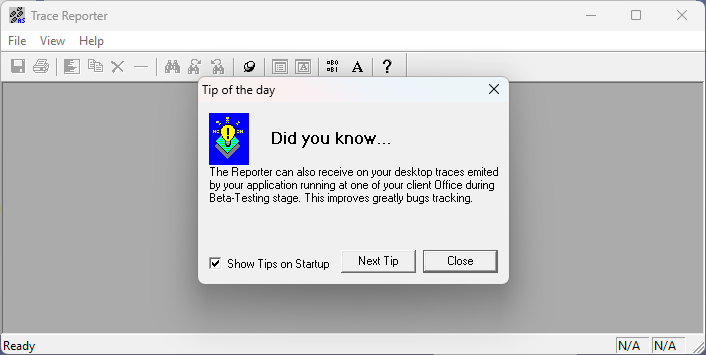 Trace Reporter
File View Help
Tip of the day
Did you know...
The Reporter can also receive on your desktop traces emited
by your application running at one of your client Office during
Beta-Testing stage. This improves greatly bugs tracking.
Show Tips on Startup
Next Tip
Close
Ready
N/A N/A